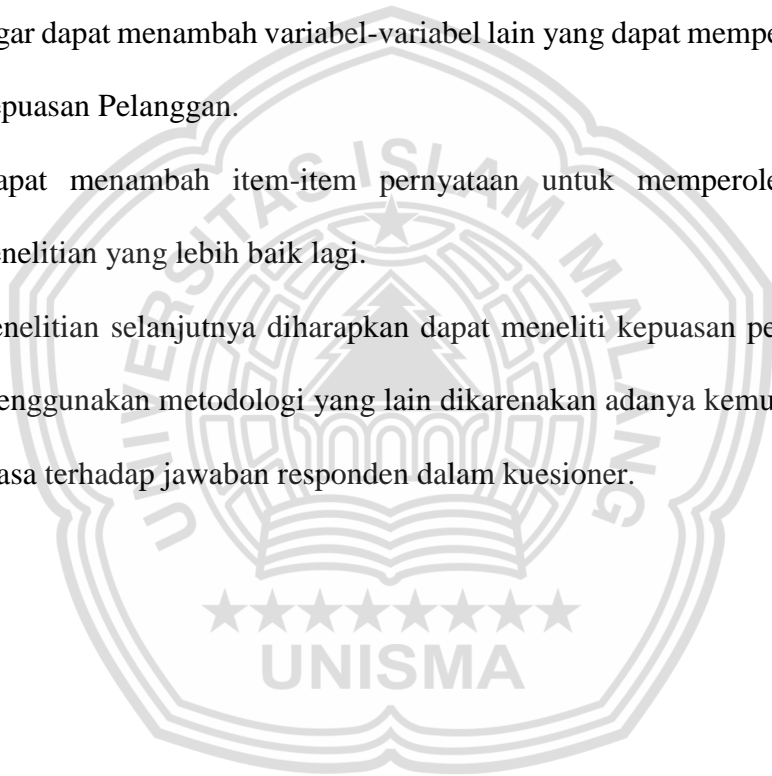 gar dapat menambah variabel-variabel lain yang dapat mempe
epuasan Pelanggan.
apat menambah item-item pernyataan untuk memperole
enelitian yang lebih baik lagi.
enelitian selanjutnya diharapkan dapat meneliti kepuasan pe
enggunakan metodologi yang lain dikarenakan adanya kemu
asa terhadap jawaban responden dalam kuesioner.
UNIVERSITAS ISLAM MALANG
UNISMA